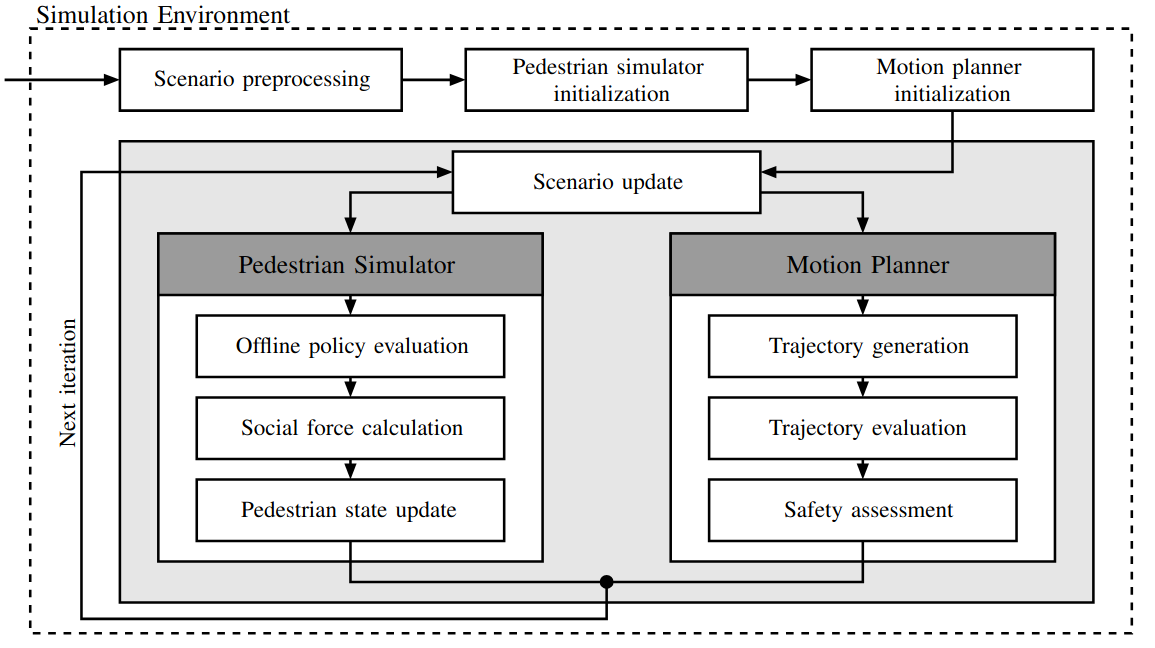 Simulation Environment
Scenario preprocessing
Pedestrian simulator
initialization
Motion planner
initialization
Scenario update
Pedestrian Simulator
Offline policy evaluation
Social force calculation
Pedestrian state update
Motion Planner
Trajectory generation
Trajectory evaluation
Safety assessment
Next iteration